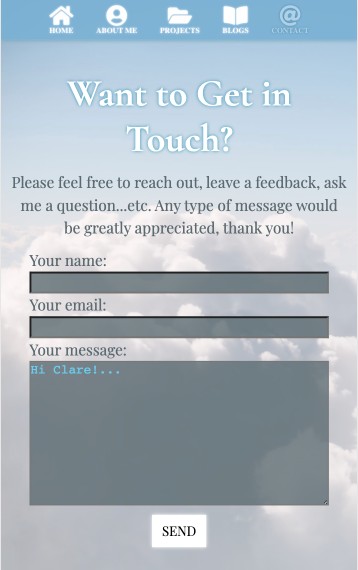 HOME ABOUT ME PROJECTS BLOGS CONTACT
Want to Get in
Touch?
Please feel free to reach out, leave a feedback, ask
me a question...etc. Any type of message would
be greatly appreciated, thank you!
Your name:
Your email:
Your message:
Hi Clare!...
SEND